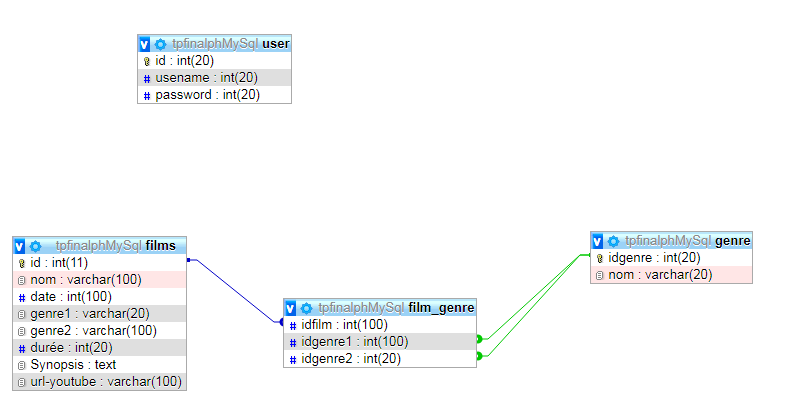 tpfinalphMySql user
id : int(20)
usename : int(20)
password : int(20)
tpfinalphMySql films
id : int(11)
nom : varchar(100)
date : int(100)
genre1 : varchar(20)
genre2 : varchar(100)
durée : int(20)
Synopsis : text
url-youtube : varchar(100)
tpfinalphMySql film_genre
idfilm : int(100)
idgenre1 : int(100)
idgenre2 : int(20)
tpfinalphMySql genre
idgenre : int(20)
nom : varchar(20)